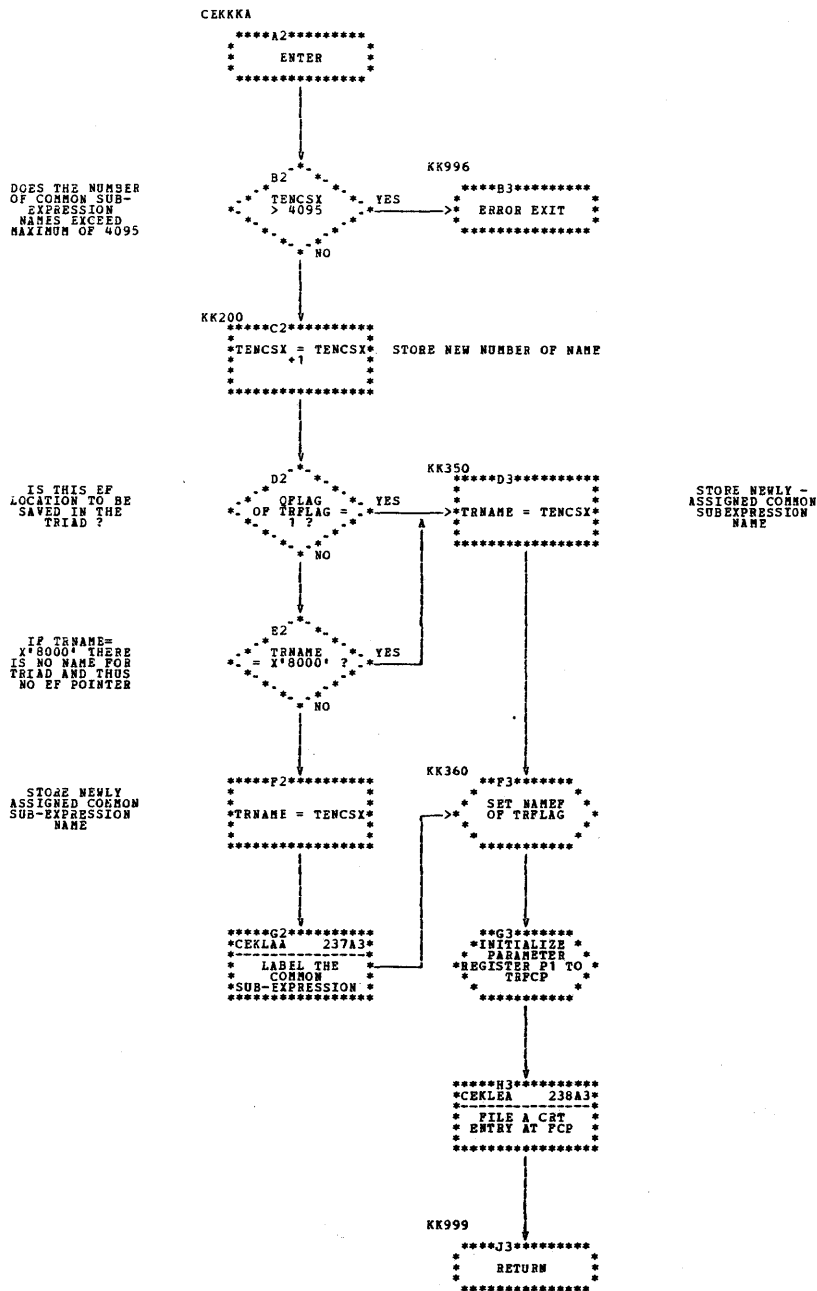 CEKKKA
A2
ENTER
DOES THE NUMBER
OF COMMON SUB-
EXPRESSION
NAMES EXCEED
MAXIMUM OF 4095
B2
TENCSX
> 4095
YES
NO
KK996
B3
ERROR EXIT
KK200
C2
TENCSX = TENCSX
+1
STORE NEW NUMBER OF NAME
IS THIS EF
LOCATION TO BE
SAVED IN THE
TRIAD ?
D2
QFLAG
OF TRFLAG =
1 ?
YES
NO
KK350
D3
TRNAME = TENCSX
STORE NEWLY -
ASSIGNED COMMON
SUBEXPRESSION
NAME
IF TRNAME=
X'8000' THERE
IS NO NAME FOR
TRIAD AND THUS
NO EF POINTER
E2
TRNAME
= X'8000' ?
YES
NO
STORE NEWLY
ASSIGNED COMMON
SUB-EXPRESSION
NAME
F2
TRNAME = TENCSX
KK360
F3
SET NAMEF
OF TRFLAG
G2
CEKLAA 237A3
LABEL THE
COMMON
SUB-EXPRESSION
G3
INITIALIZE
PARAMETER
REGISTER P1 TO
TRFCP
H3
CEKLEA 238A3
FILE A CRT
ENTRY AT FCP
KK999
J3
RETURN